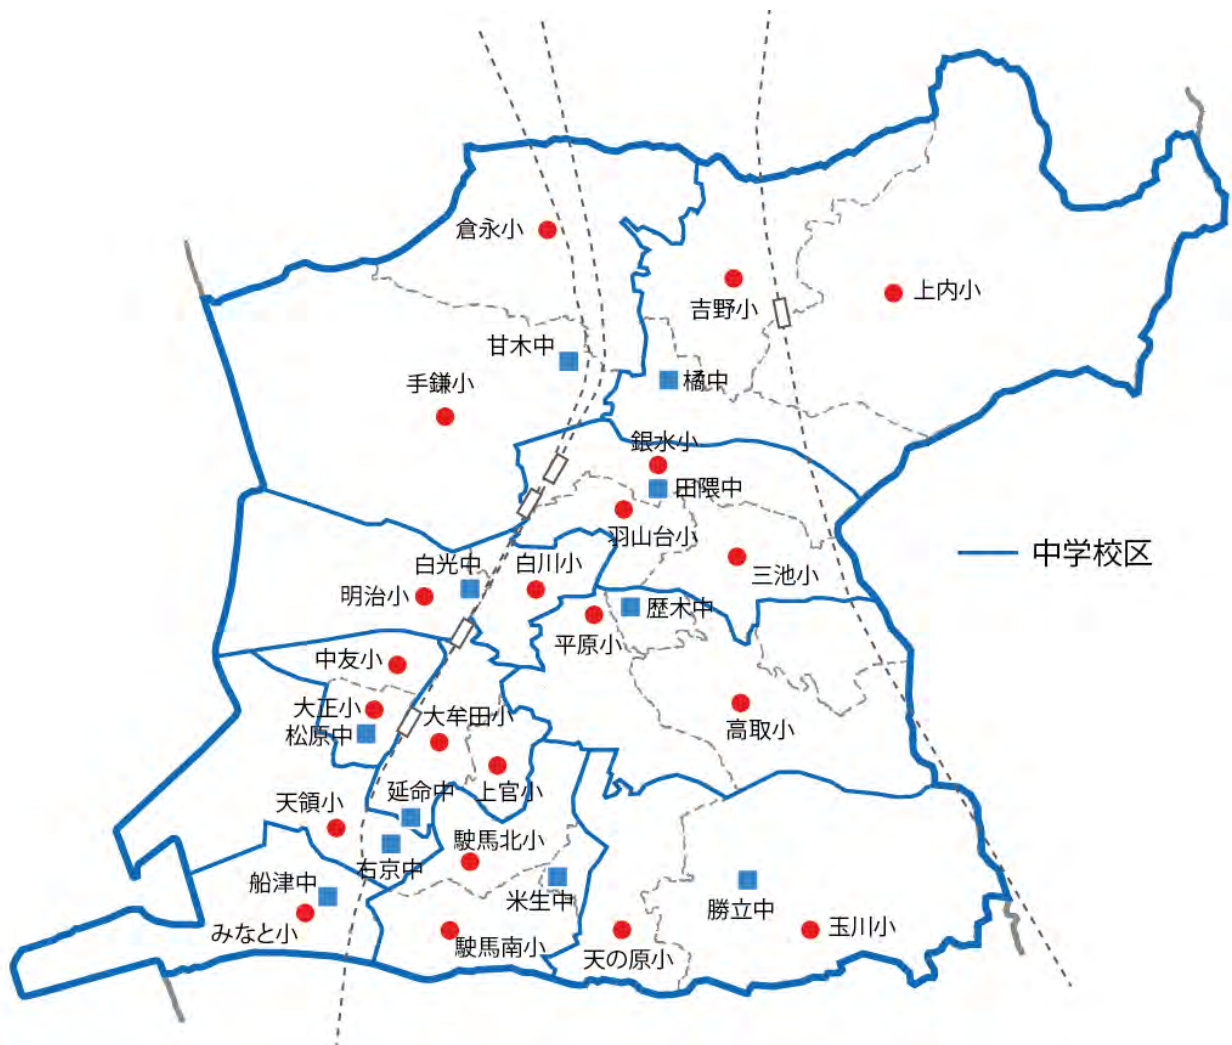 倉永小
吉野小
上内小
甘木中
手鎌小
橘中
銀水小
田隈中
羽山台小
三池小
中学校区
白光中
白川小
明治小
歴木中
平原小
中友小
大正小
松原中
大牟田小
高取小
上官小
延命中
天領小
右京中
駛馬北小
船津中
みなと小
米生中
勝立中
駛馬南小
天の原小
玉川小